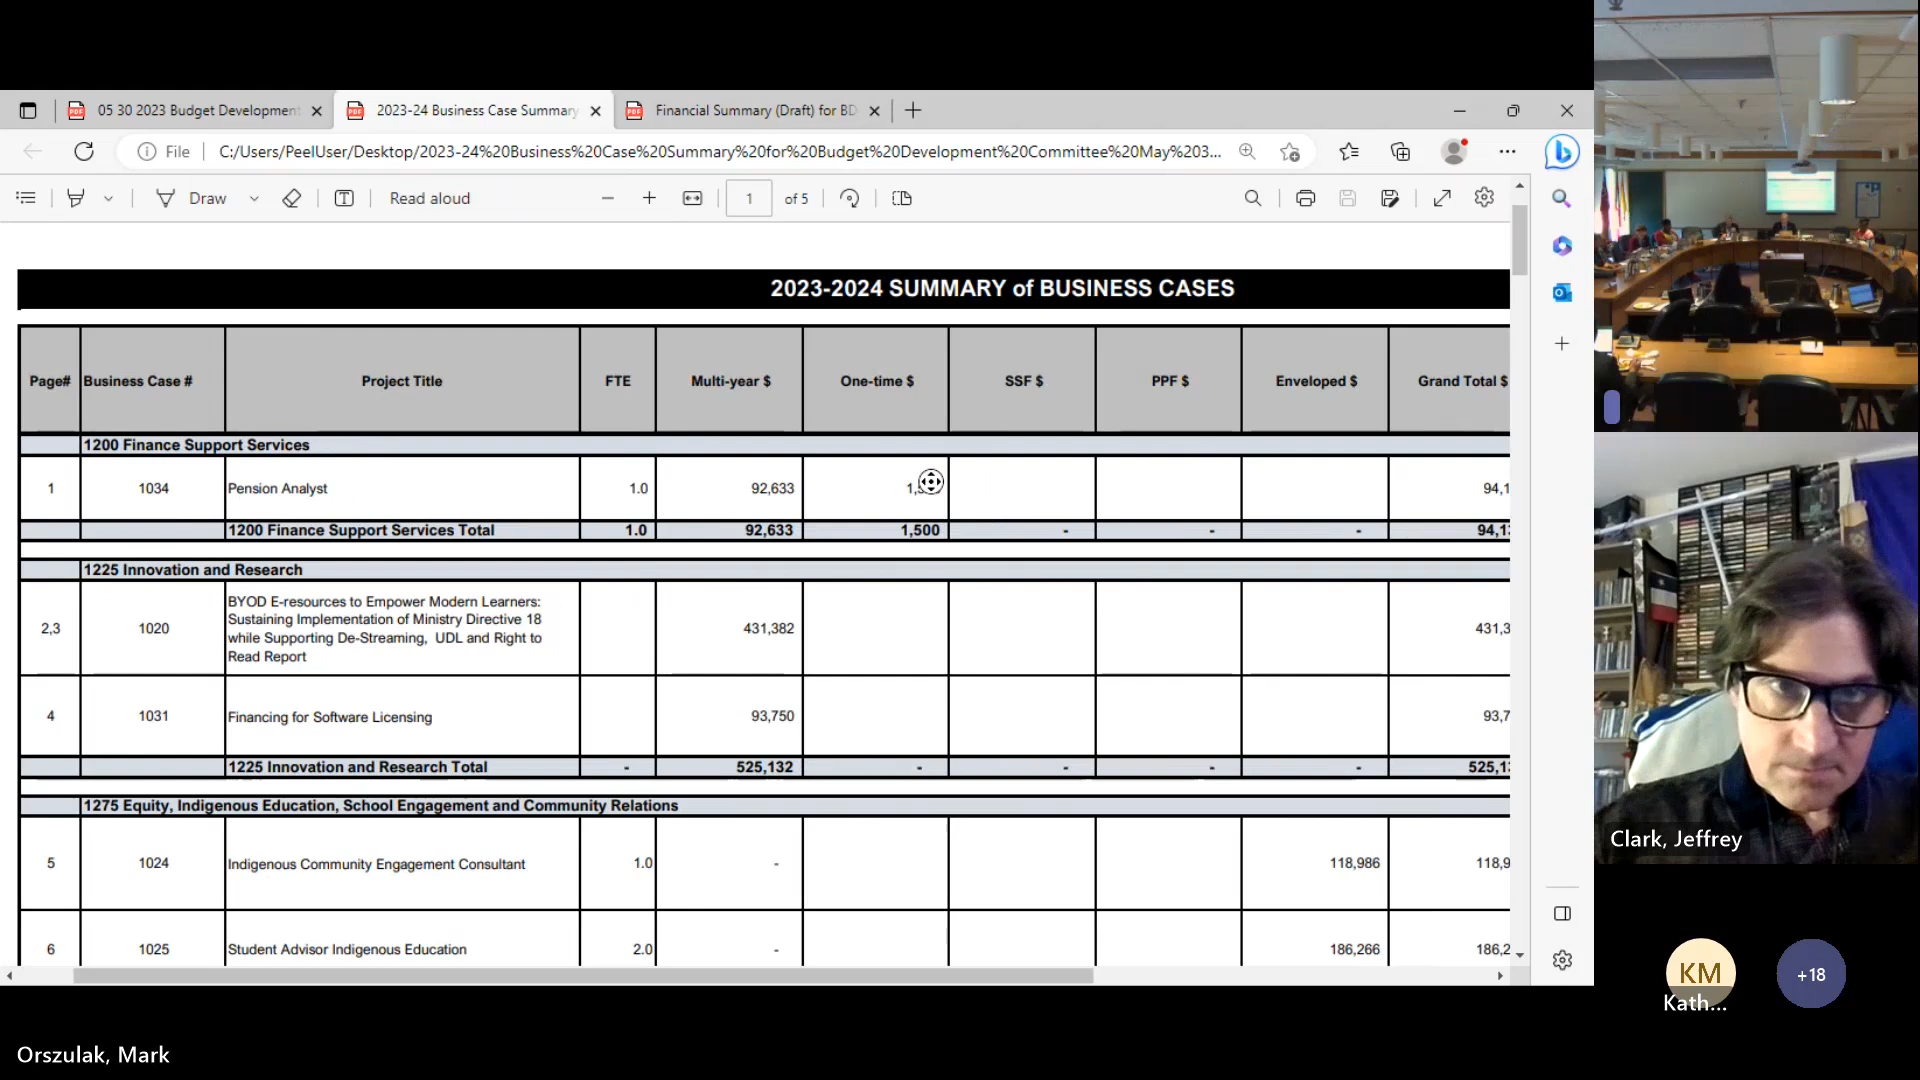 05 30 2023 Budget Development
2023-24 Business Case Summary
Financial Summary (Draft) for BD
File
C:/Users/PeelUser/Desktop/2023-24%20Business%20Case%20Summary%20for%20Budget%20Development%20Committee%20May%203...
Draw
Read aloud
1
of 5
2023-2024 SUMMARY of BUSINESS CASES
Page# Business Case # Project Title FTE Multi-year $ One-time $ SSF $ PPF $ Enveloped $ Grand Total $
1200 Finance Support Services
1 1034 Pension Analyst 1.0 92,633 94,1
1200 Finance Support Services Total 1.0 92,633 1,500 - - - 94,1
1225 Innovation and Research
BYOD E-resources to Empower Modern Learners:
Sustaining Implementation of Ministry Directive 18
while Supporting De-Streaming, UDL and Right to
Read Report
2,3 1020 431,382 431,3
4 1031 Financing for Software Licensing 93,750 93,7
1225 Innovation and Research Total - 525,132 - - - - 525,1
1275 Equity, Indigenous Education, School Engagement and Community Relations
5 1024 Indigenous Community Engagement Consultant 1.0 - 118,986 118,9
6 1025 Student Advisor Indigenous Education 2.0 - 186,266 186,2
Clark, Jeffrey
KM
Kath...
+18
Orszulak, Mark